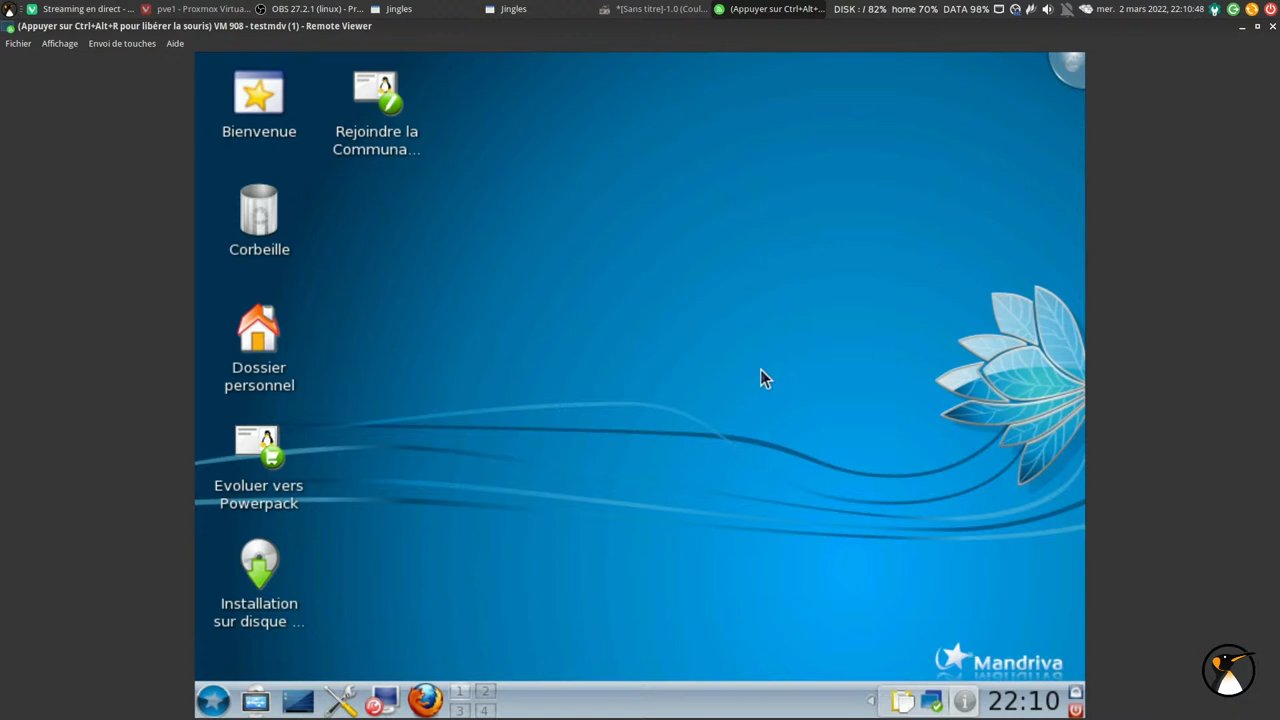 Streaming en direct - ...
pve1 - Proxmox Virtual...
OBS 27.2.1 (linux) - Pr...
Jingles
Jingles
*[Sans titre]-1.0 (Coul...
(Appuyer sur Ctrl+Alt+...
DISK : / 82%
home 70%
DATA 98%
mer. 2 mars 2022, 22:10:48
(Appuyer sur Ctrl+Alt+R pour libérer la souris) VM 908 - testmdv (1) - Remote Viewer
Fichier
Affichage
Envoi de touches
Aide
Bienvenue
Rejoindre la
Communa...
Corbeille
Dossier
personnel
Evoluer vers
Powerpack
Installation
sur disque ...
Mandriva
1
2
3
4
22:10